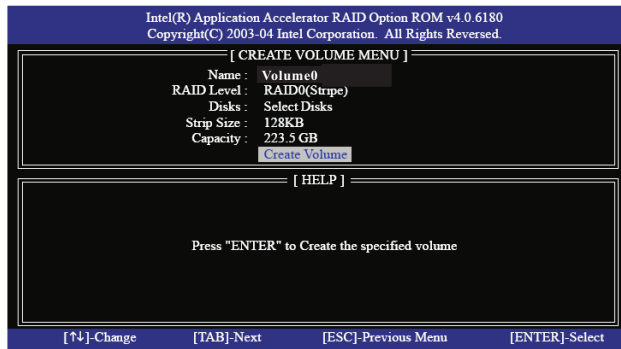 Intel(R) Application Accelerator RAID Option ROM v4.0.6180
Copyright(C) 2003-04 Intel Corporation. All Rights Reversed.
[ CREATE VOLUME MENU ]
Name : Volume0
RAID Level : RAID0(Stripe)
Disks : Select Disks
Strip Size : 128KB
Capacity : 223.5 GB
Create Volume
[ HELP ]
Press "ENTER" to Create the specified volume
[↑↓]-Change [TAB]-Next [ESC]-Previous Menu [ENTER]-Select